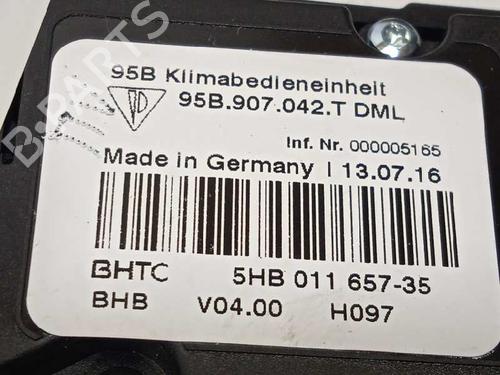 95B Klimabedieneinheit
95B.907.042.T DML
Inf. Nr. 000005165
Made in Germany | 13.07.16
BHTC 5HB 011 657-35
BHB V04.00 H097
B-PARTS